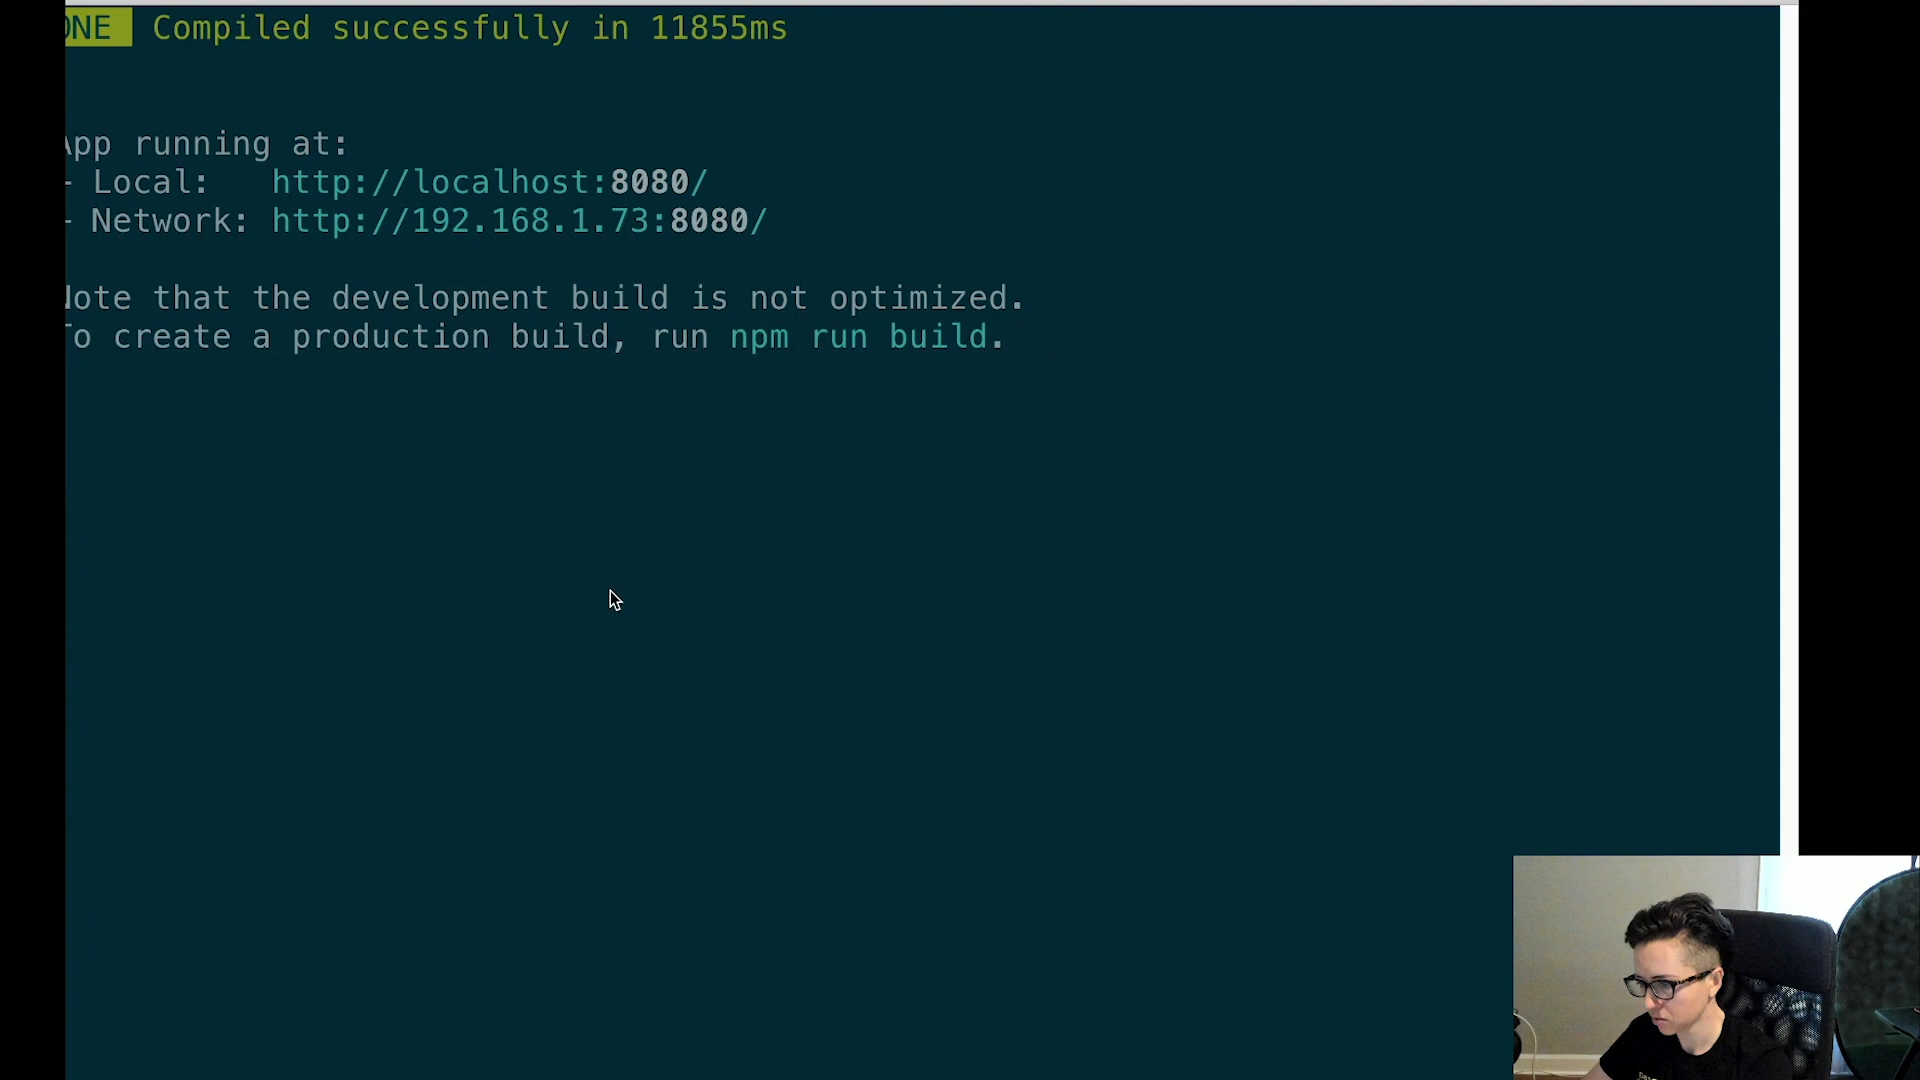 ONE Compiled successfully in 11855ms
App running at:
- Local: http://localhost:8080/
- Network: http://192.168.1.73:8080/
Note that the development build is not optimized.
To create a production build, run npm run build.